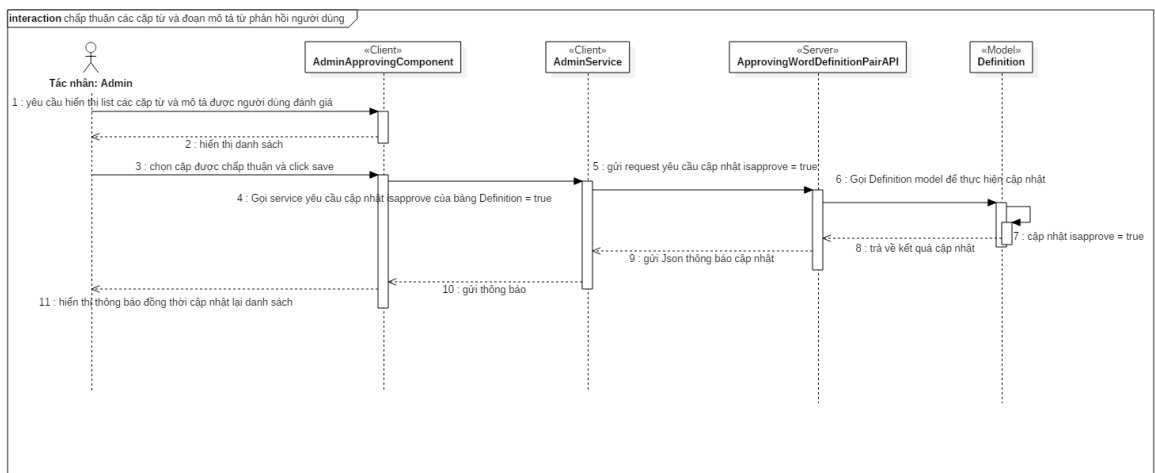 interaction chấp thuận các cặp từ và đoạn mô tả từ phản hồi người dùng
«Client»
AdminApprovingComponent
«Client»
AdminService
«Server»
ApprovingWordDefinitionPairAPI
«Model»
Definition
Tác nhân: Admin
1 : yêu cầu hiển thị list các cặp từ và mô tả được người dùng đánh giá
2 : hiển thị danh sách
3 : chọn cặp được chấp thuận và click save
4 : Gọi service yêu cầu cập nhật isapprove của bảng Definition = true
5 : gửi request yêu cầu cập nhật isapprove = true
6 : Gọi Definition model để thực hiện cập nhật
7 : cập nhật isapprove = true
8 : trả về kết quả cập nhật
9 : gửi Json thông báo cập nhật
10 : gửi thông báo
11 : hiển thị thông báo đồng thời cập nhật lại danh sách